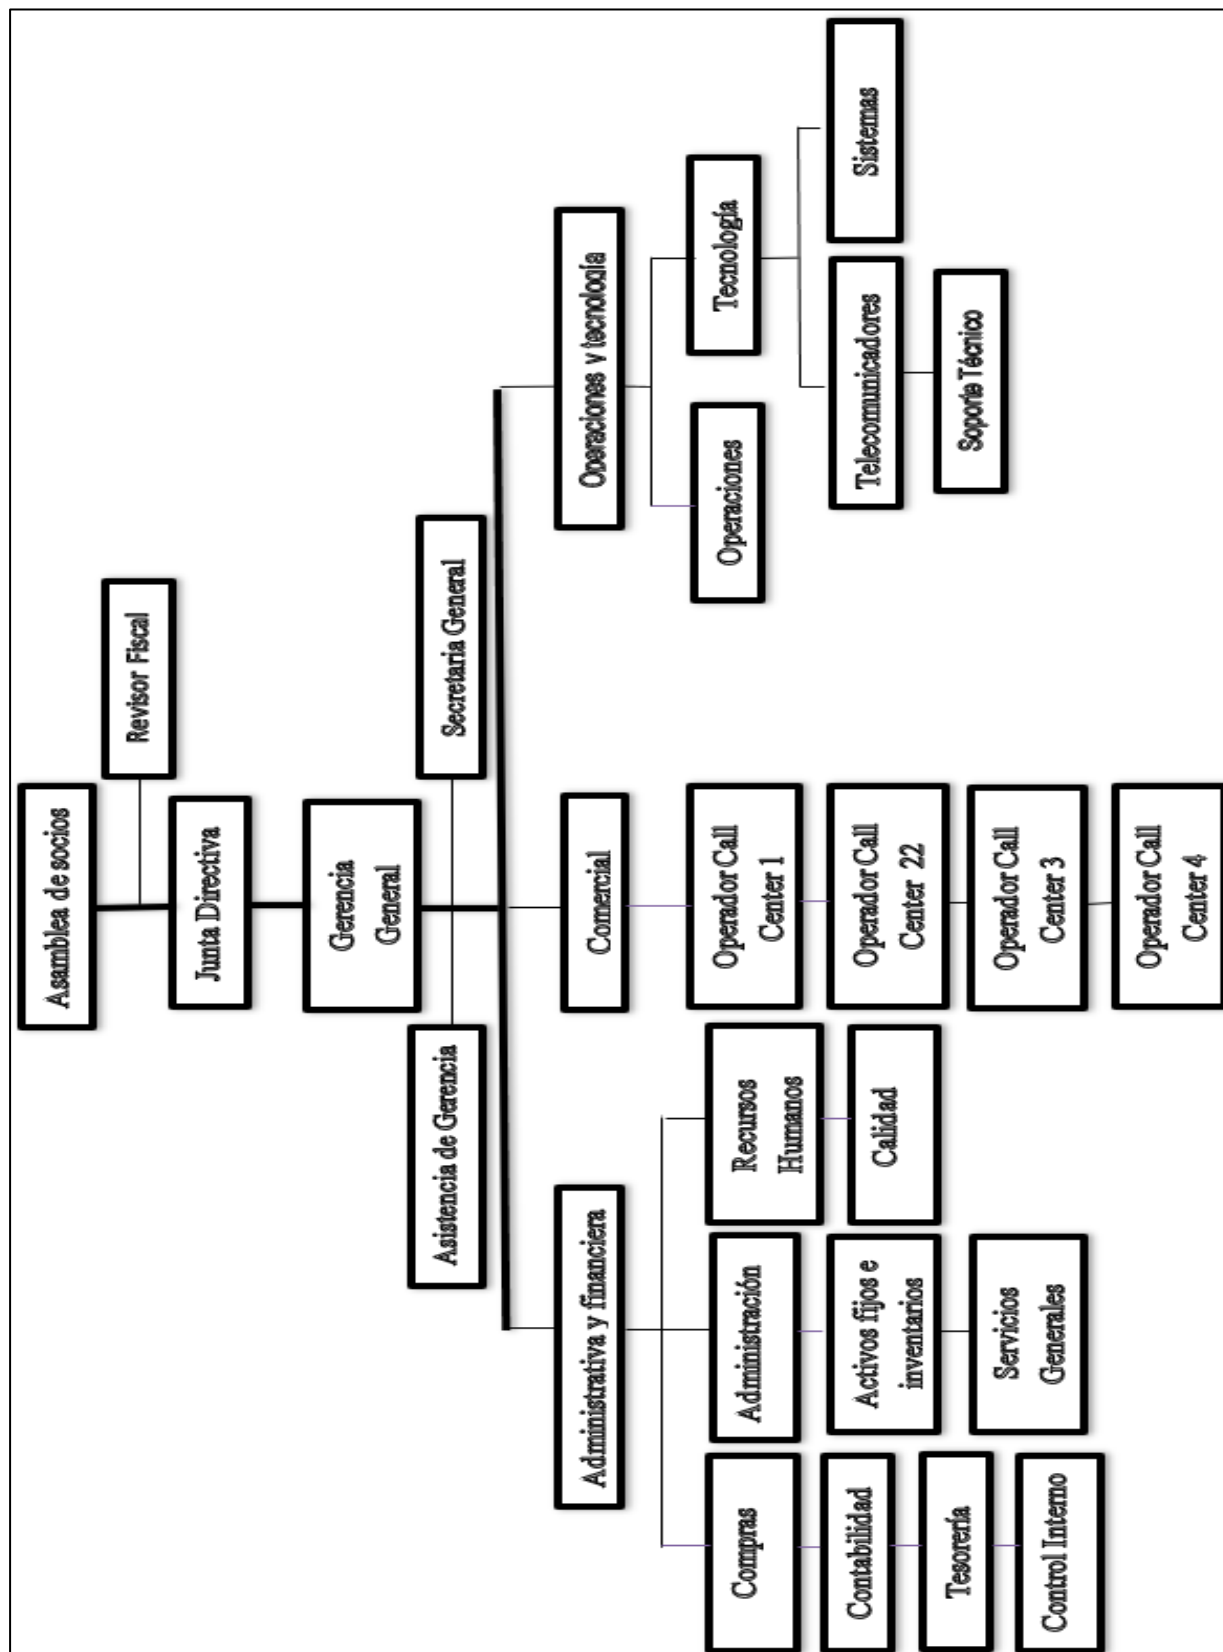 Asamblea de socios
Revisor Fiscal
Junta Directiva
Gerencia
General
Asistencia de Gerencia
Secretaria General
Administrativa y financiera
Comercial
Operaciones y tecnología
Compras
Administración
Recursos
Humanos
Operador Call
Center 1
Operaciones
Tecnología
Contabilidad
Activos fijos e
inventarios
Calidad
Operador Call
Center 22
Telecomunicadores
Sistemas
Tesorería
Servicios
Generales
Operador Call
Center 3
Soporte Técnico
Control Interno
Operador Call
Center 4